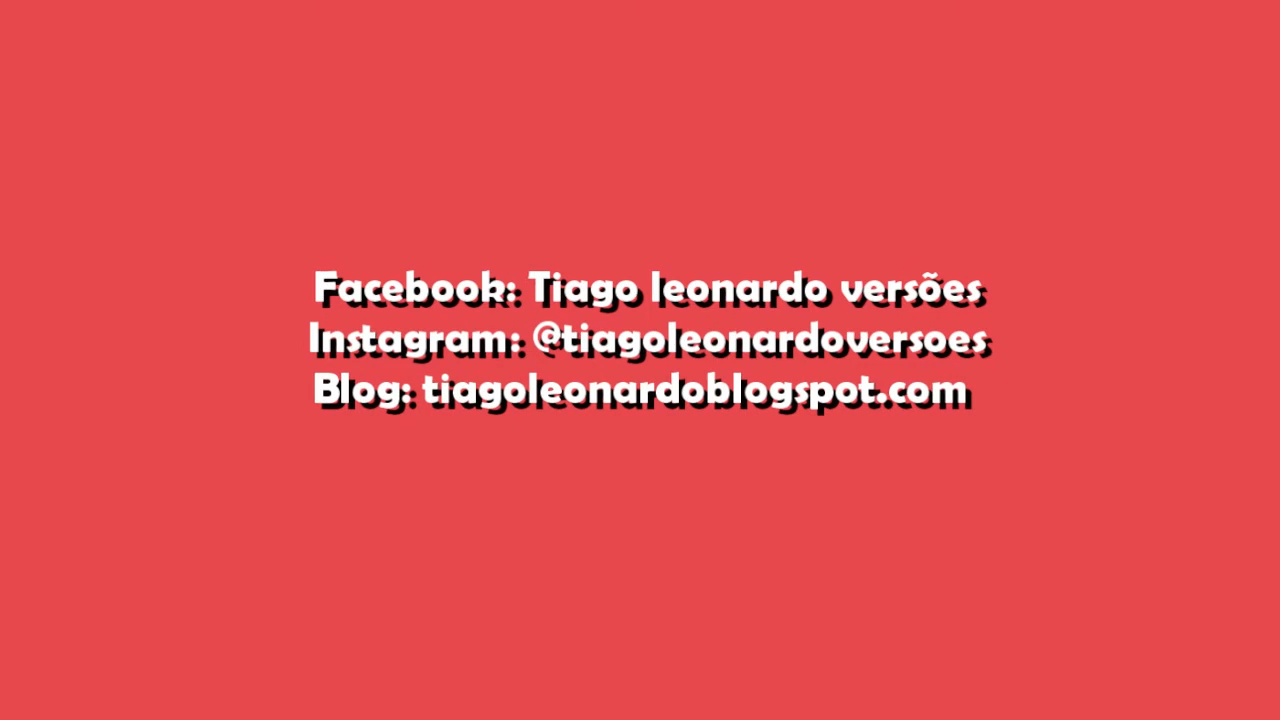 Facebook: Tiago leonardo versões
Instagram: @tiagoleonardoversoes
Blog: tiagoleonardoblogspot.com